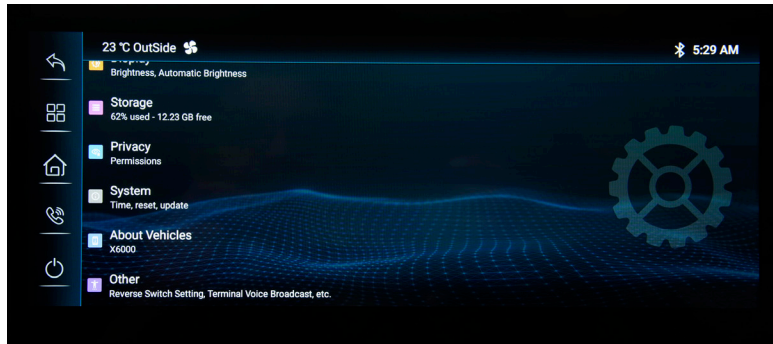 23 °C OutSide
5:29 AM
Display
Brightness, Automatic Brightness
Storage
62% used - 12.23 GB free
Privacy
Permissions
System
Time, reset, update
About Vehicles
X6000
Other
Reverse Switch Setting, Terminal Voice Broadcast, etc.